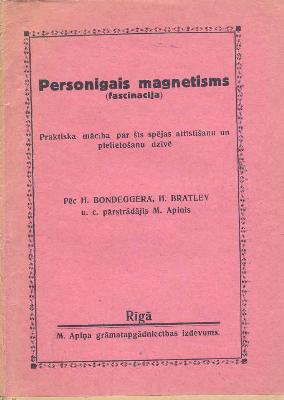 Personigais magnetisms
(fascinacija)
Praktiska mācība par šīs spējas attīstīšanu un
pielietošanu dzīvē
Pēc H. BONDEGGERA, H. BRATLEY
u. c. pārstrādājis M. Apinis
Rīgā
M. Apiņa grāmatapgādniecības izdevums.